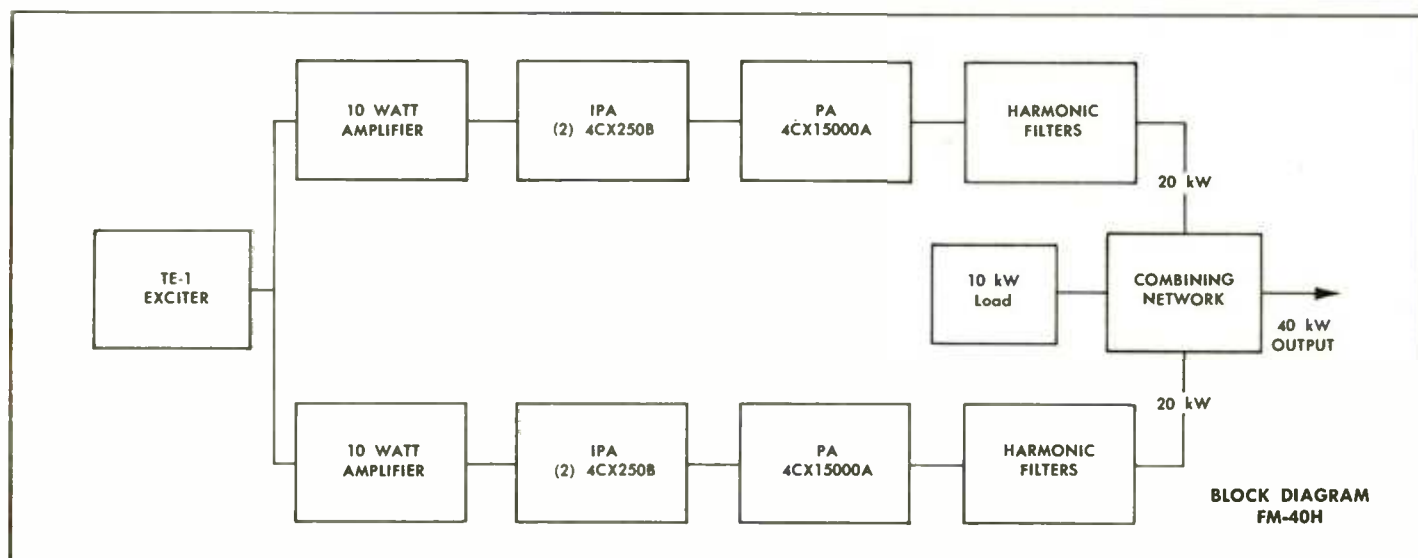 10 WATT
AMPLIFIER
IPA
(2) 4CX250B
PA
4CX15000A
HARMONIC
FILTERS
20 kW
TE-1
EXCITER
10 kW
Load
COMBINING
NETWORK
40 kW
OUTPUT
20 kW
10 WATT
AMPLIFIER
IPA
(2) 4CX250B
PA
4CX15000A
HARMONIC
FILTERS
BLOCK DIAGRAM
FM-40H